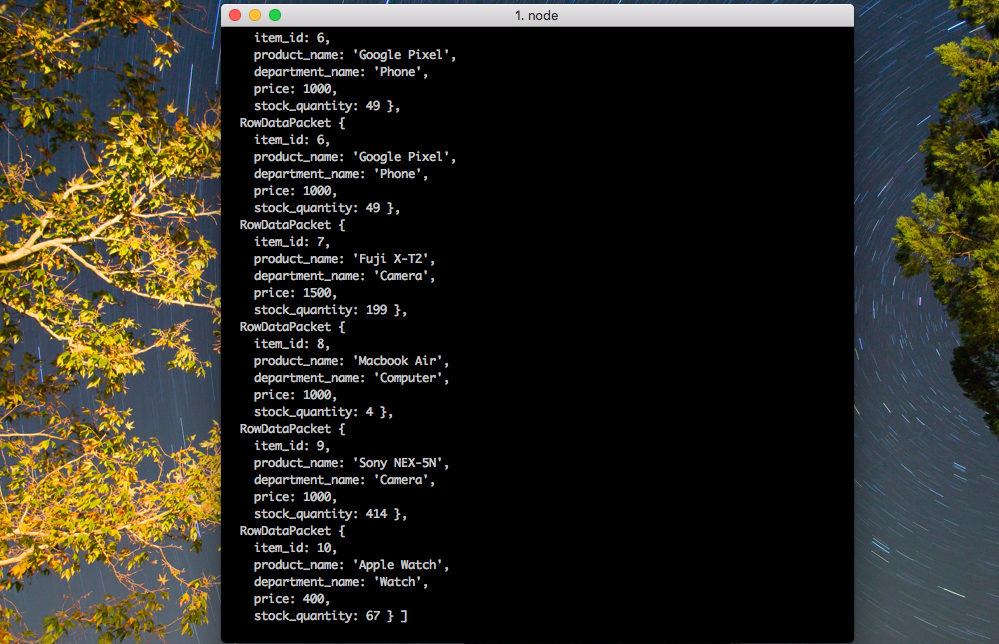 1. node
item_id: 6,
product_name: 'Google Pixel',
department_name: 'Phone',
price: 1000,
stock_quantity: 49 },
RowDataPacket {
item_id: 6,
product_name: 'Google Pixel',
department_name: 'Phone',
price: 1000,
stock_quantity: 49 },
RowDataPacket {
item_id: 7,
product_name: 'Fuji X-T2',
department_name: 'Camera',
price: 1500,
stock_quantity: 199 },
RowDataPacket {
item_id: 8,
product_name: 'Macbook Air',
department_name: 'Computer',
price: 1000,
stock_quantity: 4 },
RowDataPacket {
item_id: 9,
product_name: 'Sony NEX-5N',
department_name: 'Camera',
price: 1000,
stock_quantity: 414 },
RowDataPacket {
item_id: 10,
product_name: 'Apple Watch',
department_name: 'Watch',
price: 400,
stock_quantity: 67 } ]